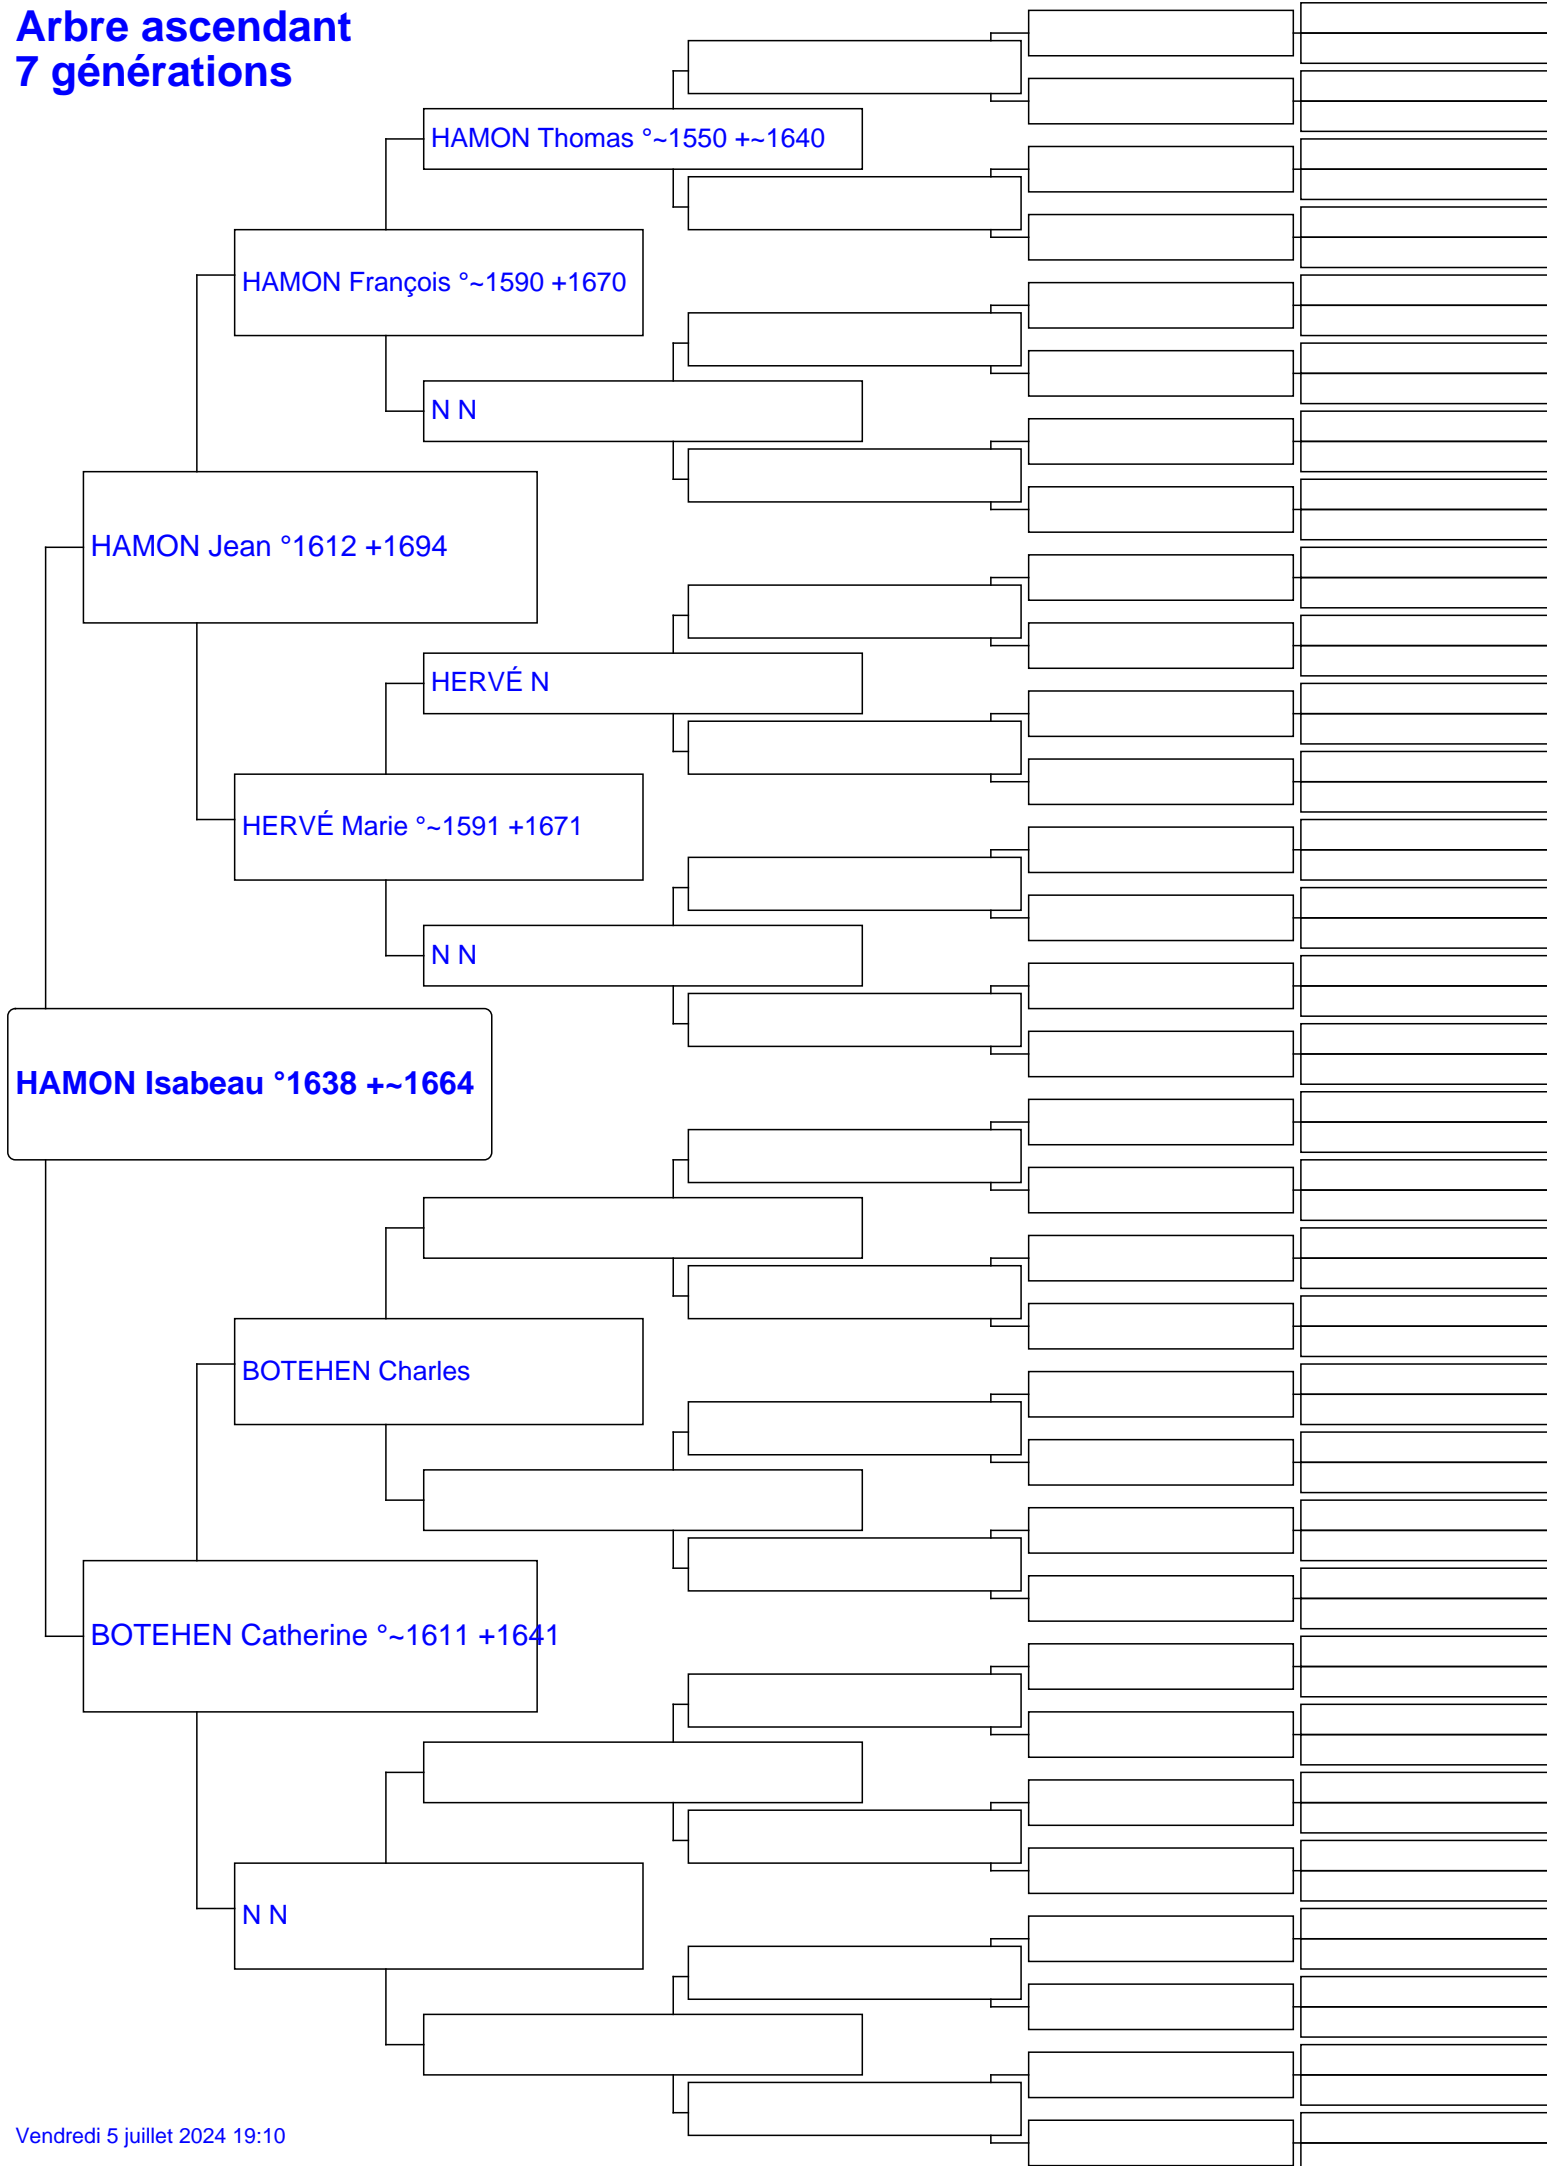 Arbre ascendant
7 générations
HAMON Thomas °~1550 +~1640
HAMON François °~1590 +1670
N N
HAMON Jean °1612 +1694
HERVÉ N
HERVÉ Marie °~1591 +1671
N N
HAMON Isabeau °1638 +~1664
BOTEHEN Charles
BOTEHEN Catherine °~1611 +1641
N N
Vendredi 5 juillet 2024 19:10